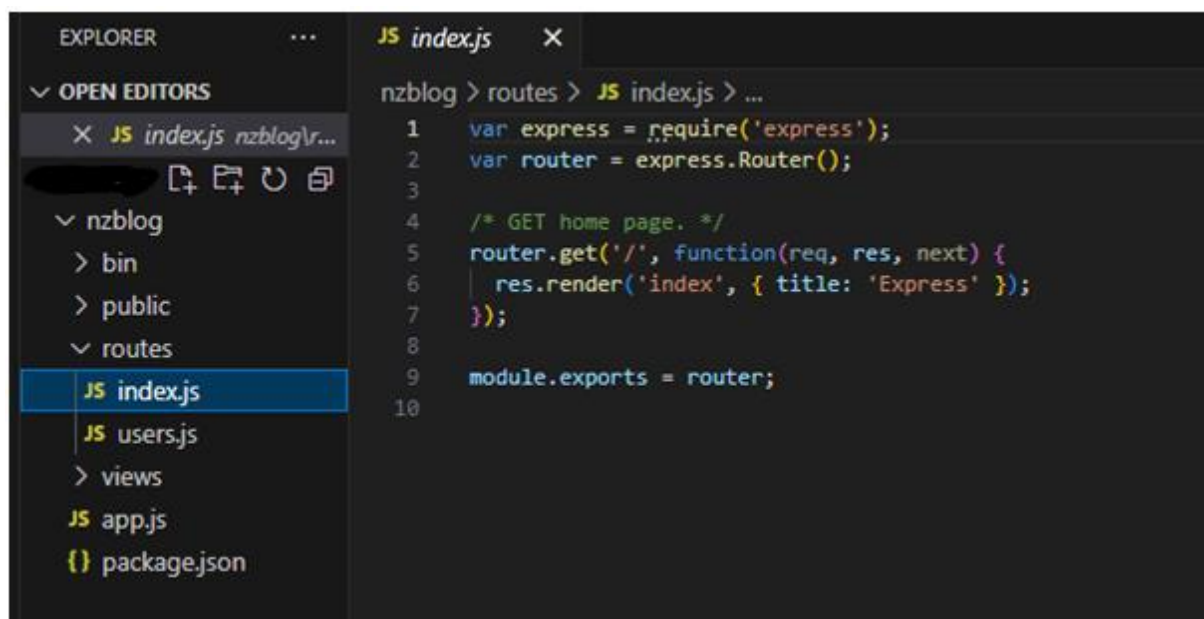 EXPLORER ...
OPEN EDITORS
JS index.js nzblog\r...
nzblog
bin
public
routes
JS index.js
JS users.js
views
JS app.js
{} package.json
JS index.js
nzblog > routes > JS index.js > ...
1 var express = require('express');
2 var router = express.Router();
3
4 /* GET home page. */
5 router.get('/', function(req, res, next) {
6 res.render('index', { title: 'Express' });
7 });
8
9 module.exports = router;
10